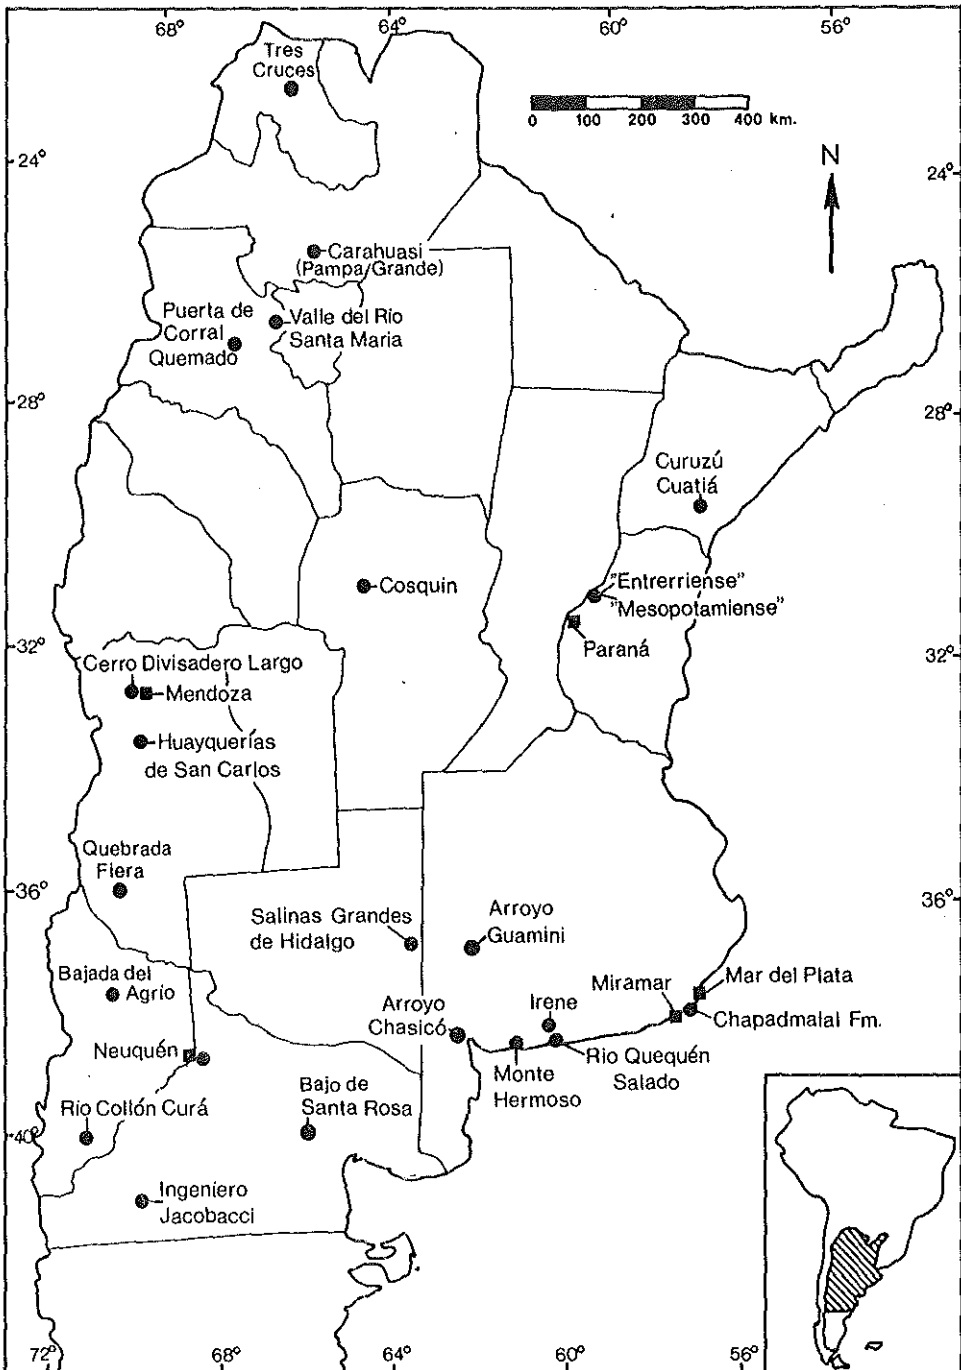 68°
64°
60°
56°
Tres
Cruces
0 100 200 300 400 km.
N
24°
24°
Carahuasi
(Pampa Grande)
Puerta de
Corral
Quemado
Valle del Río
Santa Maria
28°
28°
Curuzú
Cuatiá
Cosquin
"Entrerriense"
"Mesopotamiense"
Paraná
32°
32°
Cerro Divisadero Largo
Mendoza
Huayquerías
de San Carlos
Quebrada
Fiera
36°
36°
Salinas Grandes
de Hidalgo
Arroyo
Guamini
Bajada del
Agrio
Miramar
Mar del Plata
Irene
Chapadmalal Fm.
Arroyo
Chasicó
Neuquén
Rio Quequén
Salado
Monte
Hermoso
Bajo de
Santa Rosa
Rio Collón Curá
40°
Ingeniero
Jacobacci
72°
68°
64°
60°
56°